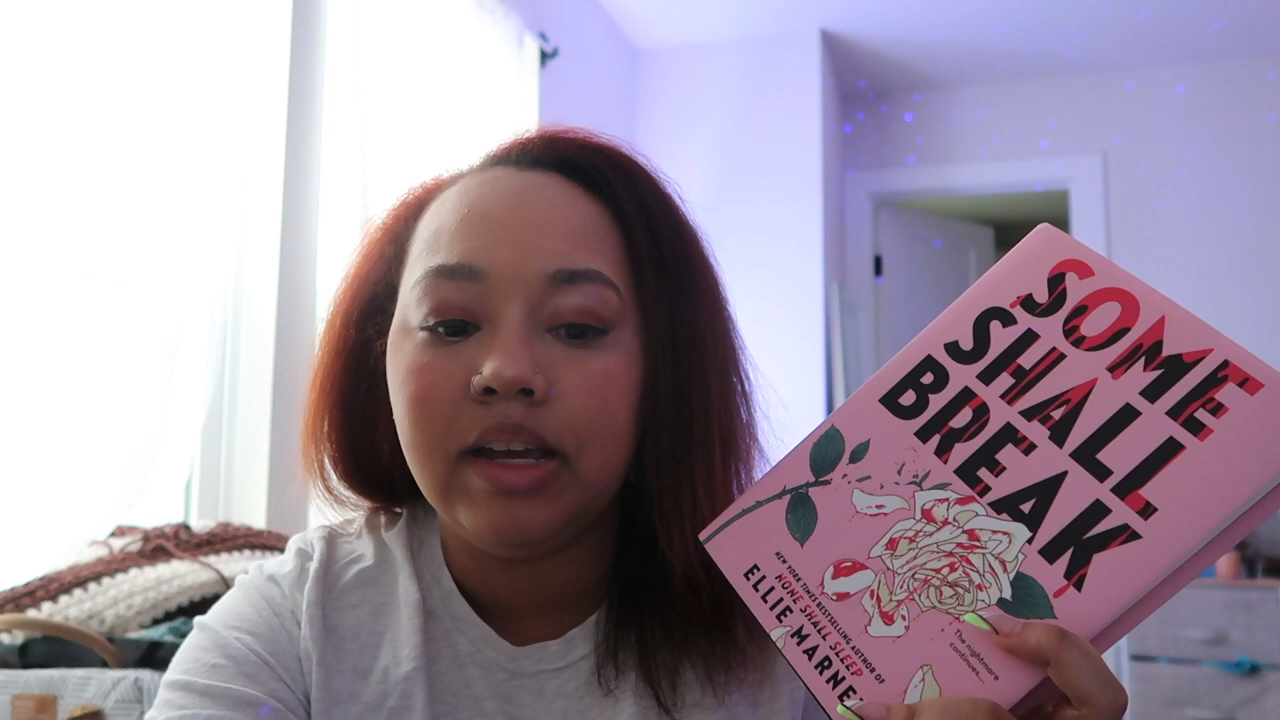 SOME
SHALL
BREAK
NEW YORK TIMES BESTSELLING AUTHOR OF
NONE SHALL SLEEP
ELLIE MARNEY
The nightmare
continues...